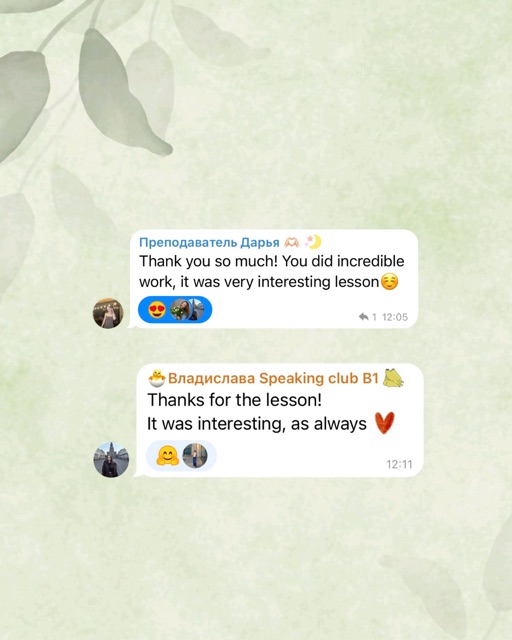 Преподаватель Дарья 🫶🏼 🌙
Thank you so much! You did incredible
work, it was very interesting lesson☺️
1 12:05
🐣Владислава Speaking club B1 🐸
Thanks for the lesson!
It was interesting, as always ❤️
12:11